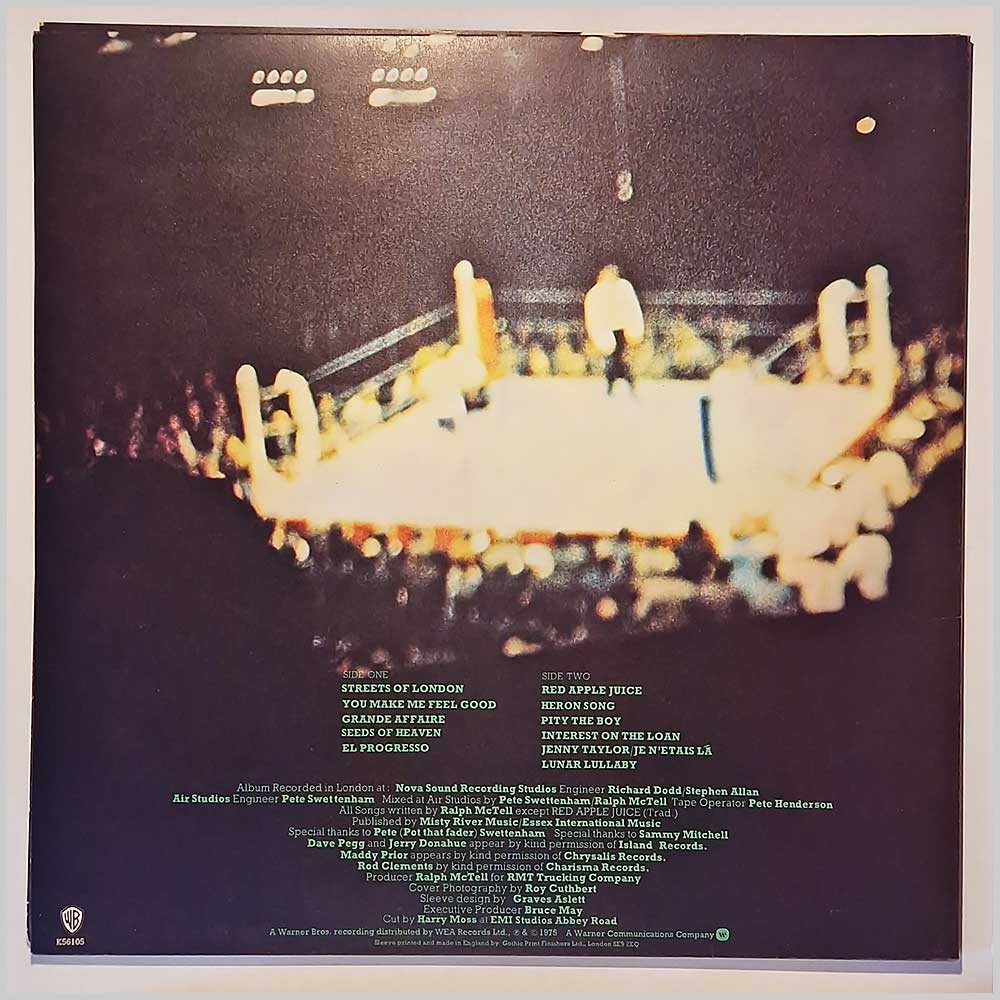 SIDE ONE
STREETS OF LONDON
YOU MAKE ME FEEL GOOD
GRANDE AFFAIRE
SEEDS OF HEAVEN
EL PROGRESSO
SIDE TWO
RED APPLE JUICE
HERON SONG
PITY THE BOY
INTEREST ON THE LOAN
JENNY TAYLOR/JE N'ETAIS LÁ
LUNAR LULLABY
Album Recorded in London at: Nova Sound Recording Studios Engineer Richard Dodd/Stephen Allan
Air Studios Engineer Pete Swettenham Mixed at Air Studios by Pete Swettenham/Ralph McTell Tape Operator Pete Henderson
All Songs written by Ralph McTell except RED APPLE JUICE (Trad.)
Published by Misty River Music/Essex International Music
Special thanks to Pete (Pot that fader) Swettenham Special thanks to Sammy Mitchell
Dave Pegg and Jerry Donahue appear by kind permission of Island Records.
Maddy Prior appears by kind permission of Chrysalis Records.
Rod Clements by kind permission of Charisma Records.
Producer Ralph McTell for RMT Trucking Company
Cover Photography by Roy Cuthbert
Sleeve design by Graves Aslett
Executive Producer Bruce May
Cut by Harry Moss at EMI Studios Abbey Road
A Warner Bros. recording distributed by WEA Records Ltd., ℗ & © 1975 A Warner Communications Company
Sleeve printed and made in England by Gothic Print Finishers Ltd., London SE9 2EQ
WB
K56105